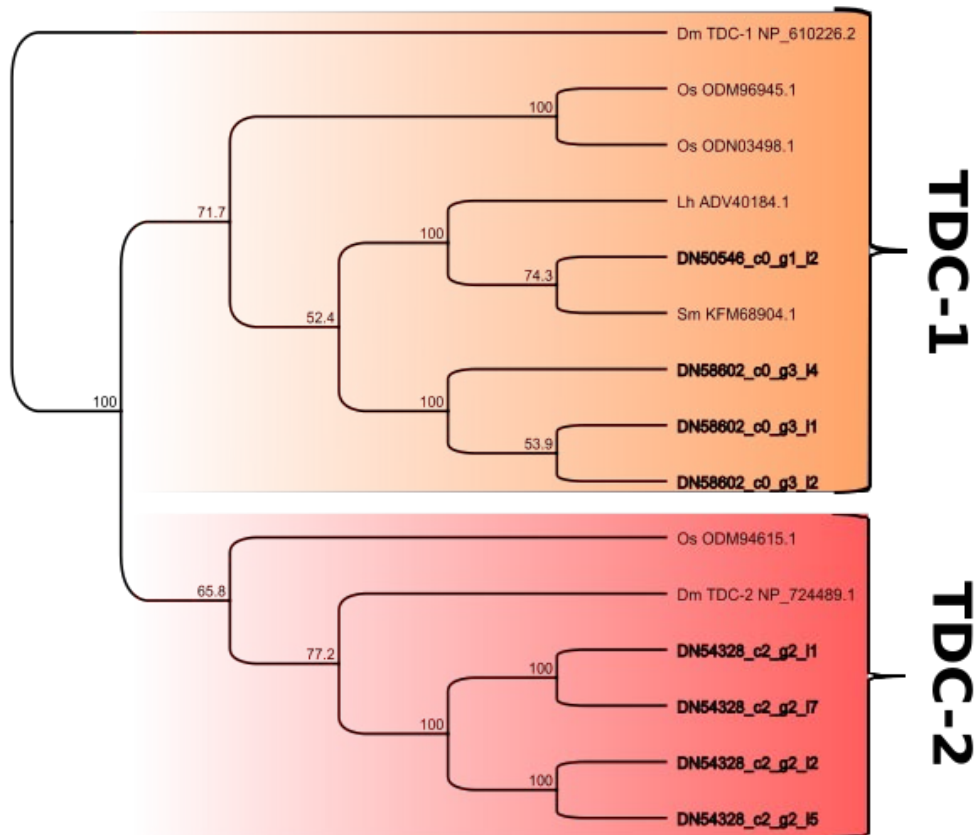 Dm TDC-1 NP_610226.2
Os ODM96945.1
100
Os ODN03498.1
Lh ADV40184.1
71.7
100
DN50546_c0_g1_I2
74.3
Sm KFM68904.1
52.4
DN58602_c0_g3_I4
100
100
DN58602_c0_g3_I1
53.9
DN58602_c0_g3_I2
TDC-1
Os ODM94615.1
65.8
Dm TDC-2 NP_724489.1
77.2
DN54328_c2_g2_I1
100
DN54328_c2_g2_I7
100
DN54328_c2_g2_I2
100
DN54328_c2_g2_I5
TDC-2